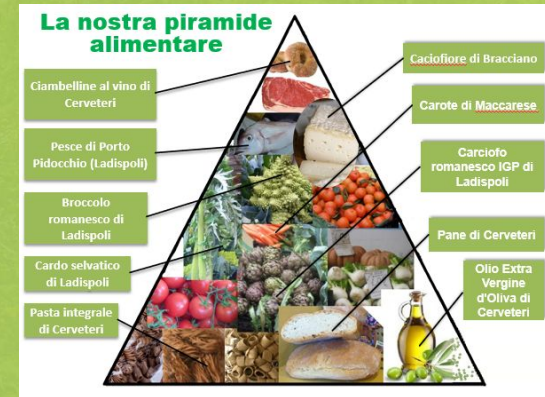 La nostra piramide
alimentare
Ciambelline al vino di
Cerveteri
Pesce di Porto
Pidocchio (Ladispoli)
Broccolo
romanesco di
Ladispoli
Cardo selvatico
di Ladispoli
Pasta integrale
di Cerveteri
Caciofiore di Bracciano
Carote di Maccarese
Carciofo
romanesco IGP di
Ladispoli
Pane di Cerveteri
Olio Extra
Vergine
d'Oliva di
Cerveteri